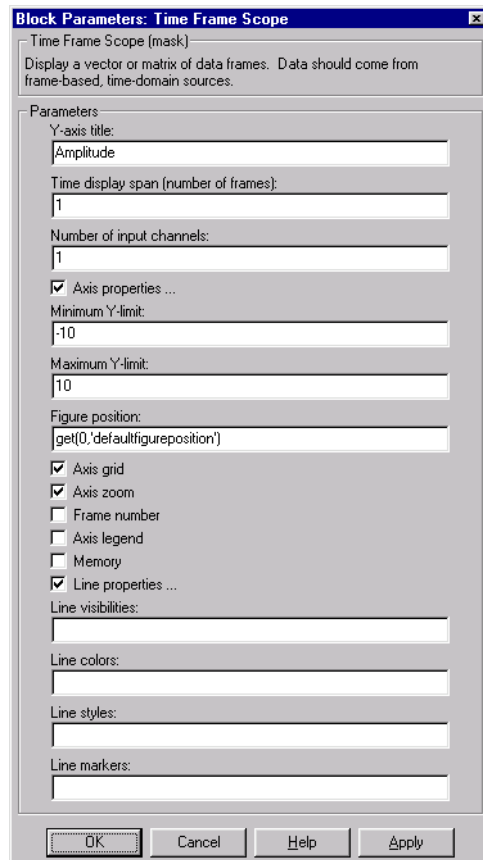 Block Parameters: Time Frame Scope
Time Frame Scope (mask)
Display a vector or matrix of data frames. Data should come from
frame-based, time-domain sources.
Parameters
Y-axis title:
Amplitude
Time display span (number of frames):
1
Number of input channels:
1
Axis properties ...
Minimum Y-limit:
-10
Maximum Y-limit:
10
Figure position:
get(0,'defaultfigureposition')
Axis grid
Axis zoom
Frame number
Axis legend
Memory
Line properties ...
Line visibilities:
Line colors:
Line styles:
Line markers:
OK Cancel Help Apply